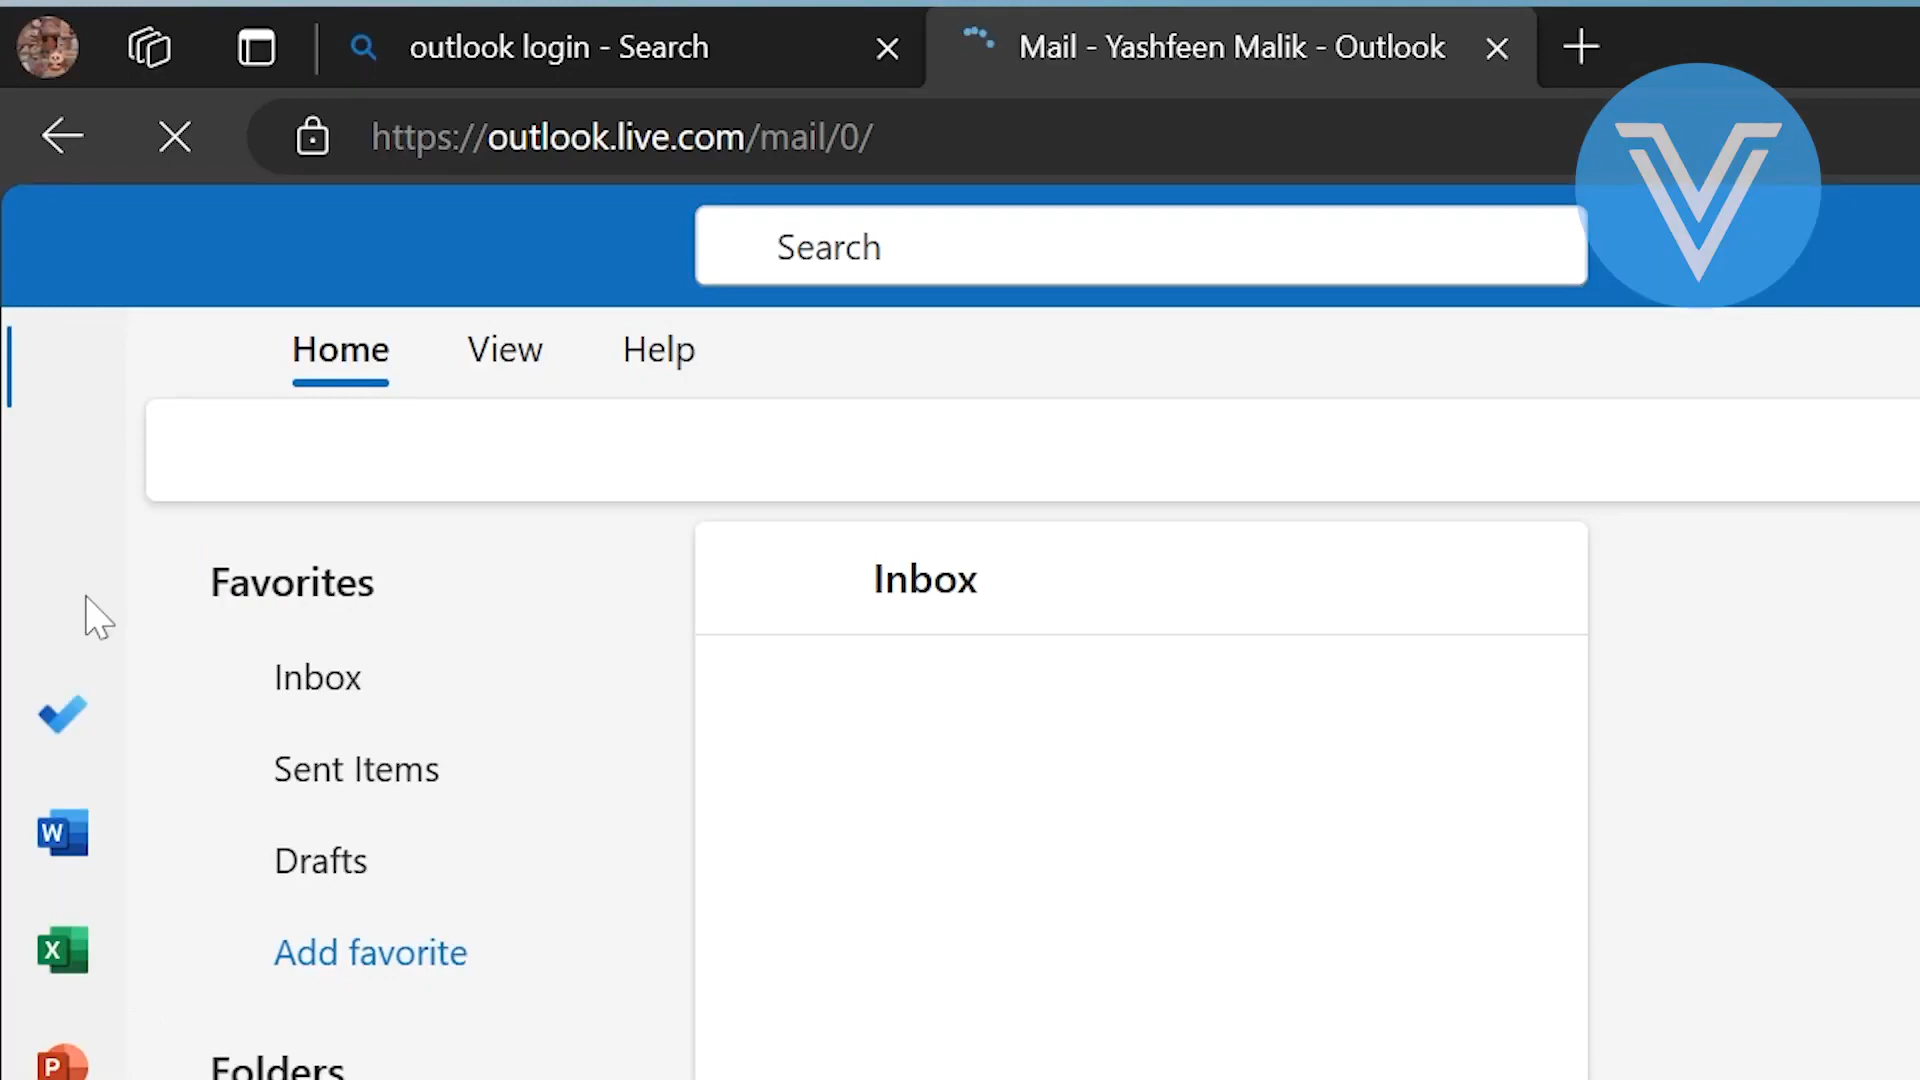 outlook login - Search
Mail - Yashfeen Malik - Outlook
https://outlook.live.com/mail/0/
Search
Home View Help
Favorites
Inbox
Inbox
Sent Items
Drafts
W
Add favorite
X
P
Folders